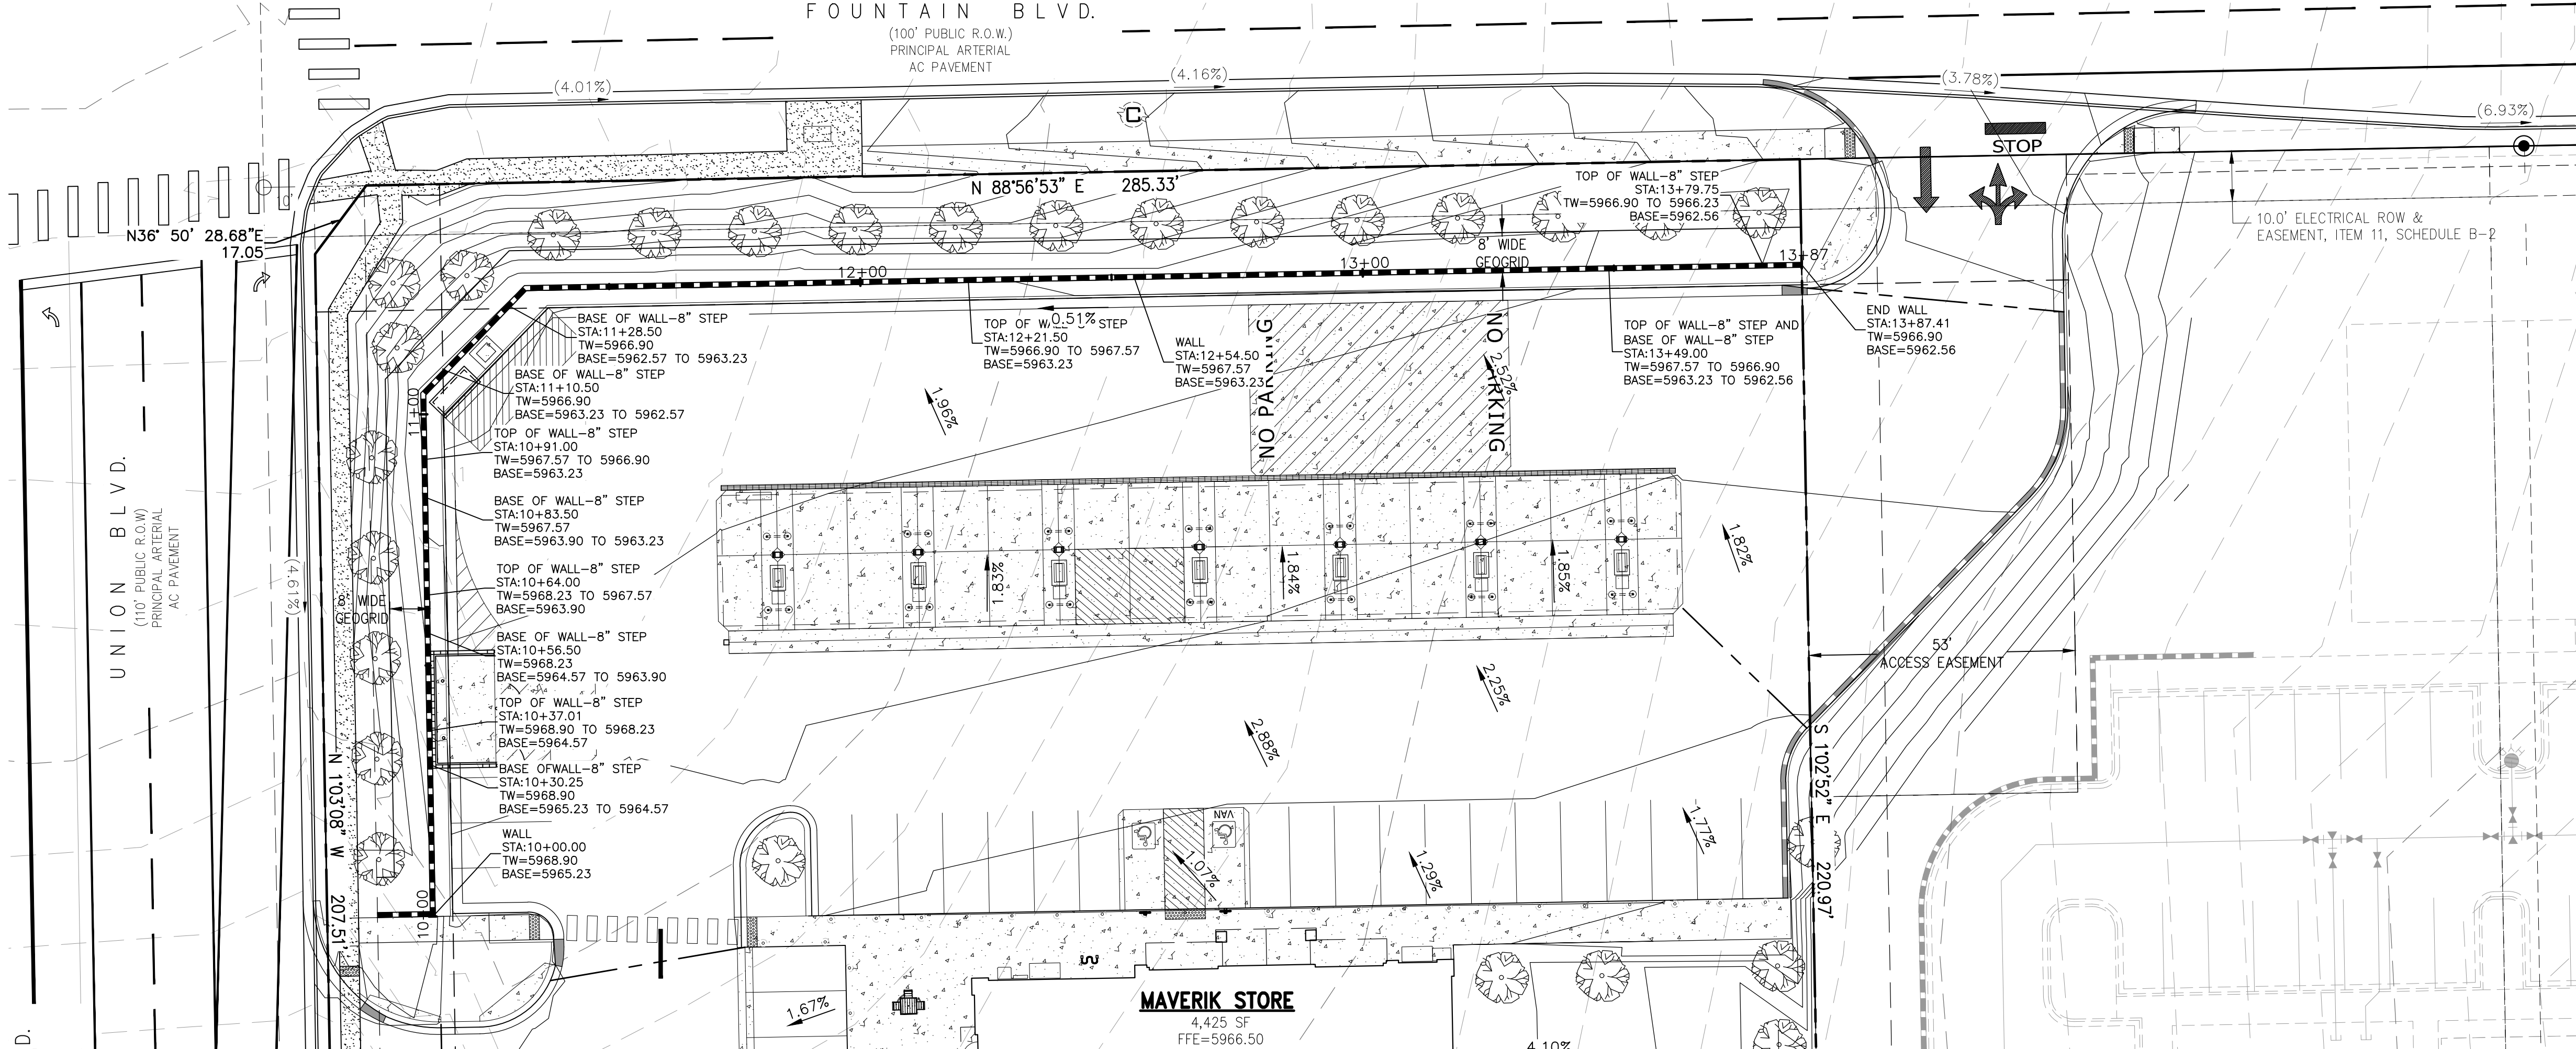 FOUNTAIN BLVD.
(100' PUBLIC R.O.W.)
PRINCIPAL ARTERIAL
AC PAVEMENT
(4.01%)
(4.16%)
(3.78%)
(6.93%)
STOP
C
N 88°56'53" E 285.33'
N36° 50' 28.68"E
17.05
TOP OF WALL-8" STEP
STA:13+79.75
TW=5966.90 TO 5966.23
BASE=5962.56
10.0' ELECTRICAL ROW &
EASEMENT, ITEM 11, SCHEDULE B-2
8' WIDE
GEOGRID
12+00
13+00
13+87
BASE OF WALL-8" STEP
STA:11+28.50
TW=5966.90
BASE=5962.57 TO 5963.23
TOP OF WALL-8" STEP
STA:12+21.50
TW=5966.90 TO 5967.57
BASE=5963.23
0.51%
WALL
STA:12+54.50
TW=5967.57
BASE=5963.23
NO PARKING
NO PARKING
2.52%
TOP OF WALL-8" STEP AND
BASE OF WALL-8" STEP
STA:13+49.00
TW=5967.57 TO 5966.90
BASE=5963.23 TO 5962.56
END WALL
STA:13+87.41
TW=5966.90
BASE=5962.56
BASE OF WALL-8" STEP
STA:11+10.50
TW=5966.90
BASE=5963.23 TO 5962.57
11+00
1.96%
TOP OF WALL-8" STEP
STA:10+91.00
TW=5967.57 TO 5966.90
BASE=5963.23
BASE OF WALL-8" STEP
STA:10+83.50
TW=5967.57
BASE=5963.90 TO 5963.23
UNION BLVD.
(110' PUBLIC R.O.W)
PRINCIPAL ARTERIAL
AC PAVEMENT
(4.61%)
TOP OF WALL-8" STEP
STA:10+64.00
TW=5968.23 TO 5967.57
BASE=5963.90
8' WIDE
GEOGRID
1.83%
1.84%
1.85%
1.82%
BASE OF WALL-8" STEP
STA:10+56.50
TW=5968.23
BASE=5964.57 TO 5963.90
53'
ACCESS EASEMENT
TOP OF WALL-8" STEP
STA:10+37.01
TW=5968.90 TO 5968.23
BASE=5964.57
2.25%
2.88%
BASE OFWALL-8" STEP
STA:10+30.25
TW=5968.90
BASE=5965.23 TO 5964.57
N 1°03'08" W 207.51'
S 1°02'52" E 220.97'
WALL
STA:10+00.00
TW=5968.90
BASE=5965.23
10+00
VAN
1.07%
1.29%
1.77%
MAVERIK STORE
4,425 SF
FFE=5966.50
1.67%
4.10%
D.